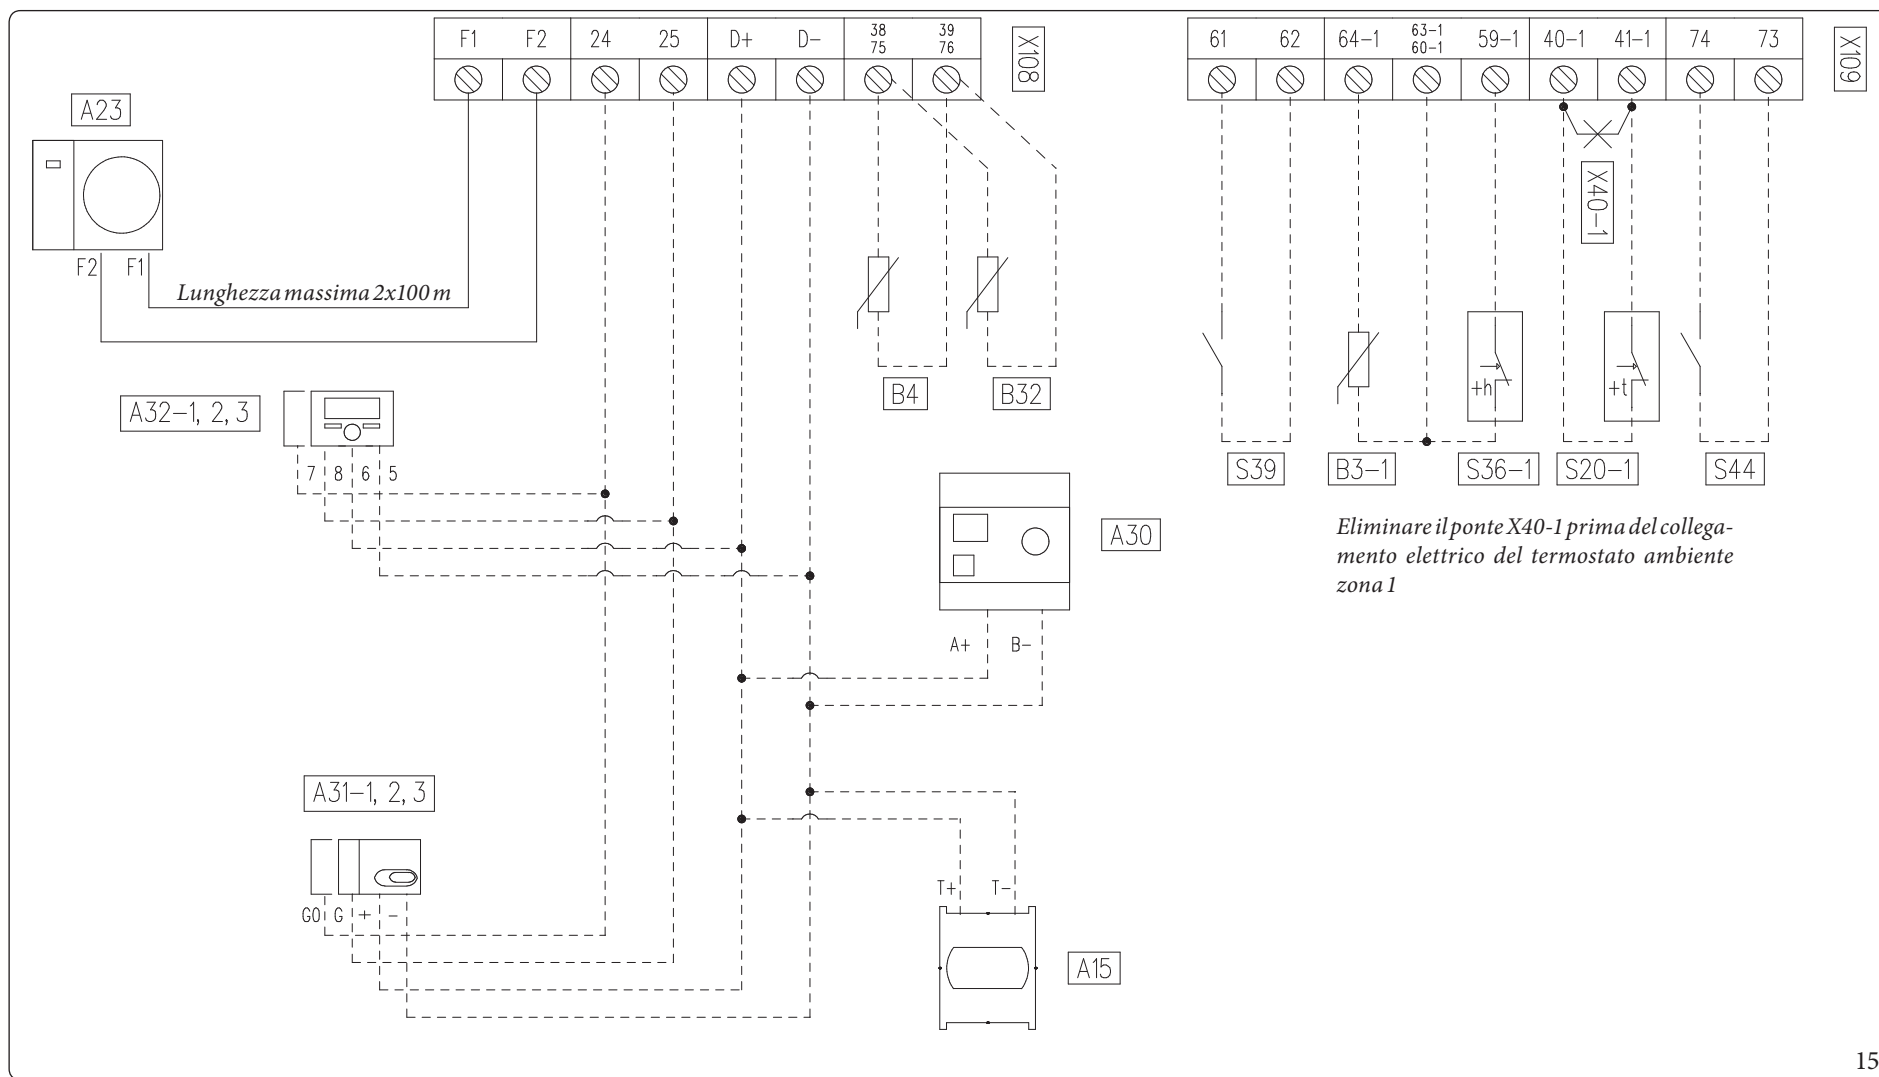 F1 F2 24 25 D+ D- 38 75 39 76
X108
61 62 64-1 63-1 60-1 59-1 40-1 41-1 74 73
X109
A23
X40-1
F2 F1
Lunghezza massima 2x100 m
+h
+t
A32-1, 2, 3
B4
B32
7 8 6 5
S39
B3-1
S36-1
S20-1
S44
A30
Eliminare il ponte X40-1 prima del collega-
mento elettrico del termostato ambiente
zona 1
A+ B-
A31-1, 2, 3
T+ T-
G0 G + -
A15
15